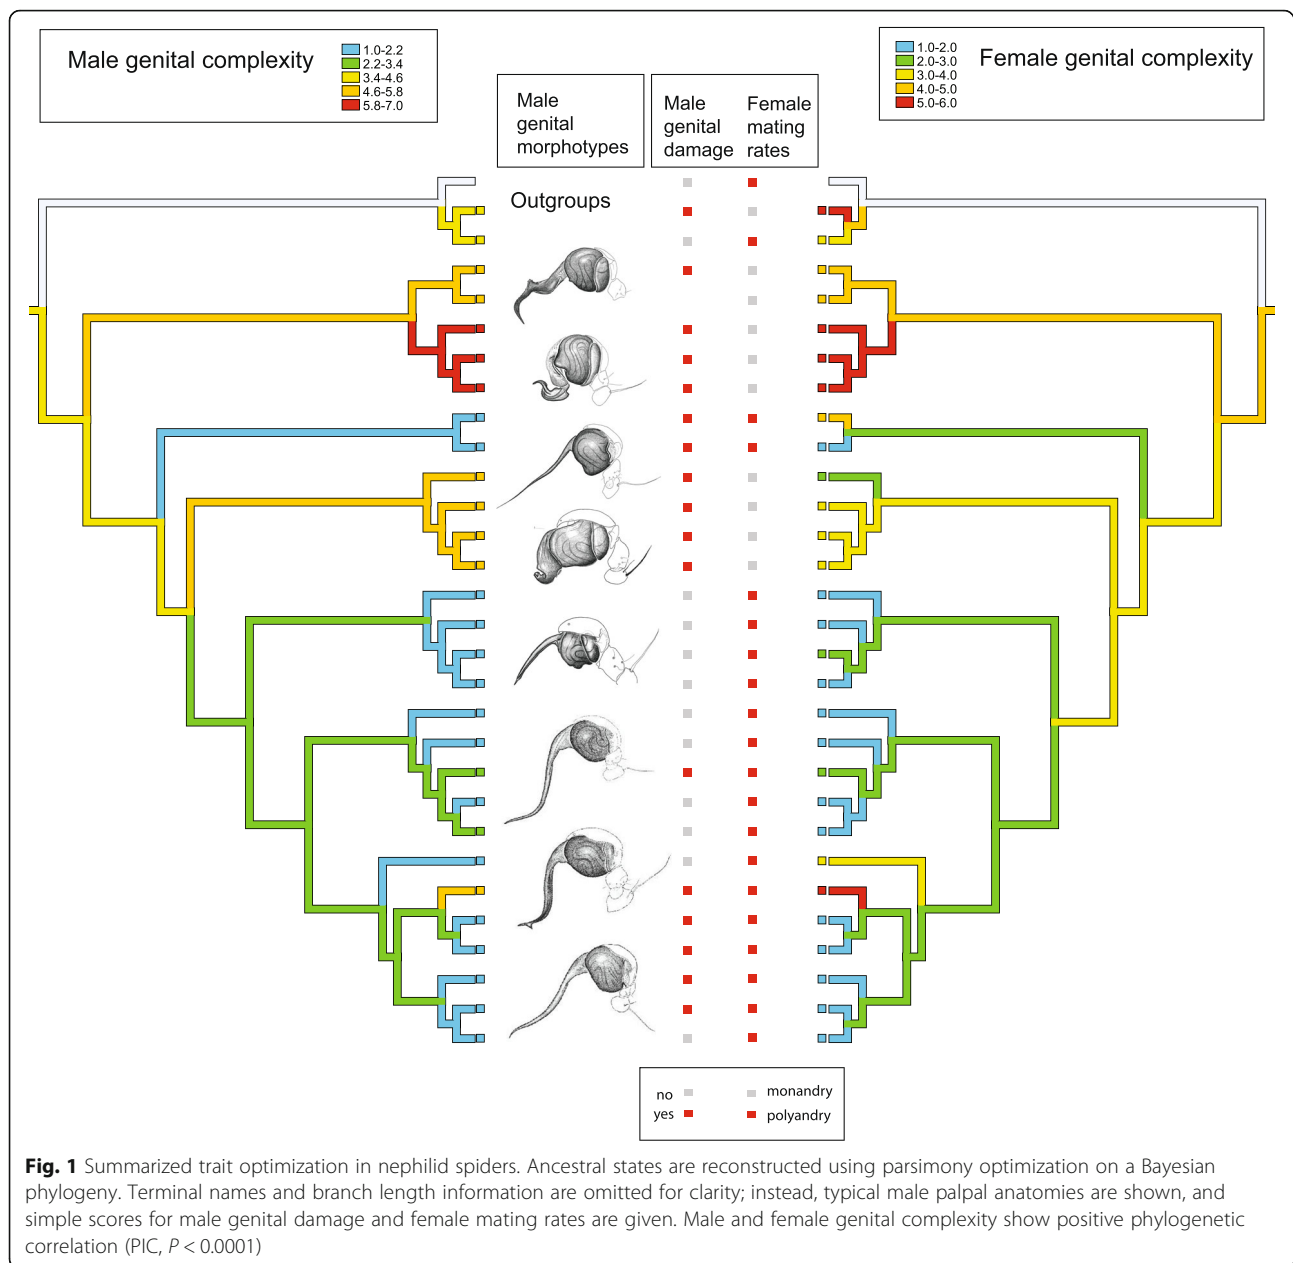 Male genital complexity
1.0-2.2
2.2-3.4
3.4-4.6
4.6-5.8
5.8-7.0
Male
genital
morphotypes
Male
genital
damage
Female
mating
rates
1.0-2.0
2.0-3.0
3.0-4.0
4.0-5.0
5.0-6.0
Female genital complexity
Outgroups
no
yes
monandry
polyandry
Fig. 1 Summarized trait optimization in nephilid spiders. Ancestral states are reconstructed using parsimony optimization on a Bayesian
phylogeny. Terminal names and branch length information are omitted for clarity; instead, typical male palpal anatomies are shown, and
simple scores for male genital damage and female mating rates are given. Male and female genital complexity show positive phylogenetic
correlation (PIC, P < 0.0001)